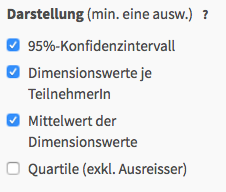 Darstellung (min. eine ausw.) ?
95%-Konfidenzintervall
Dimensionswerte je
TeilnehmerIn
Mittelwert der
Dimensionswerte
Quartile (exkl. Ausreisser)